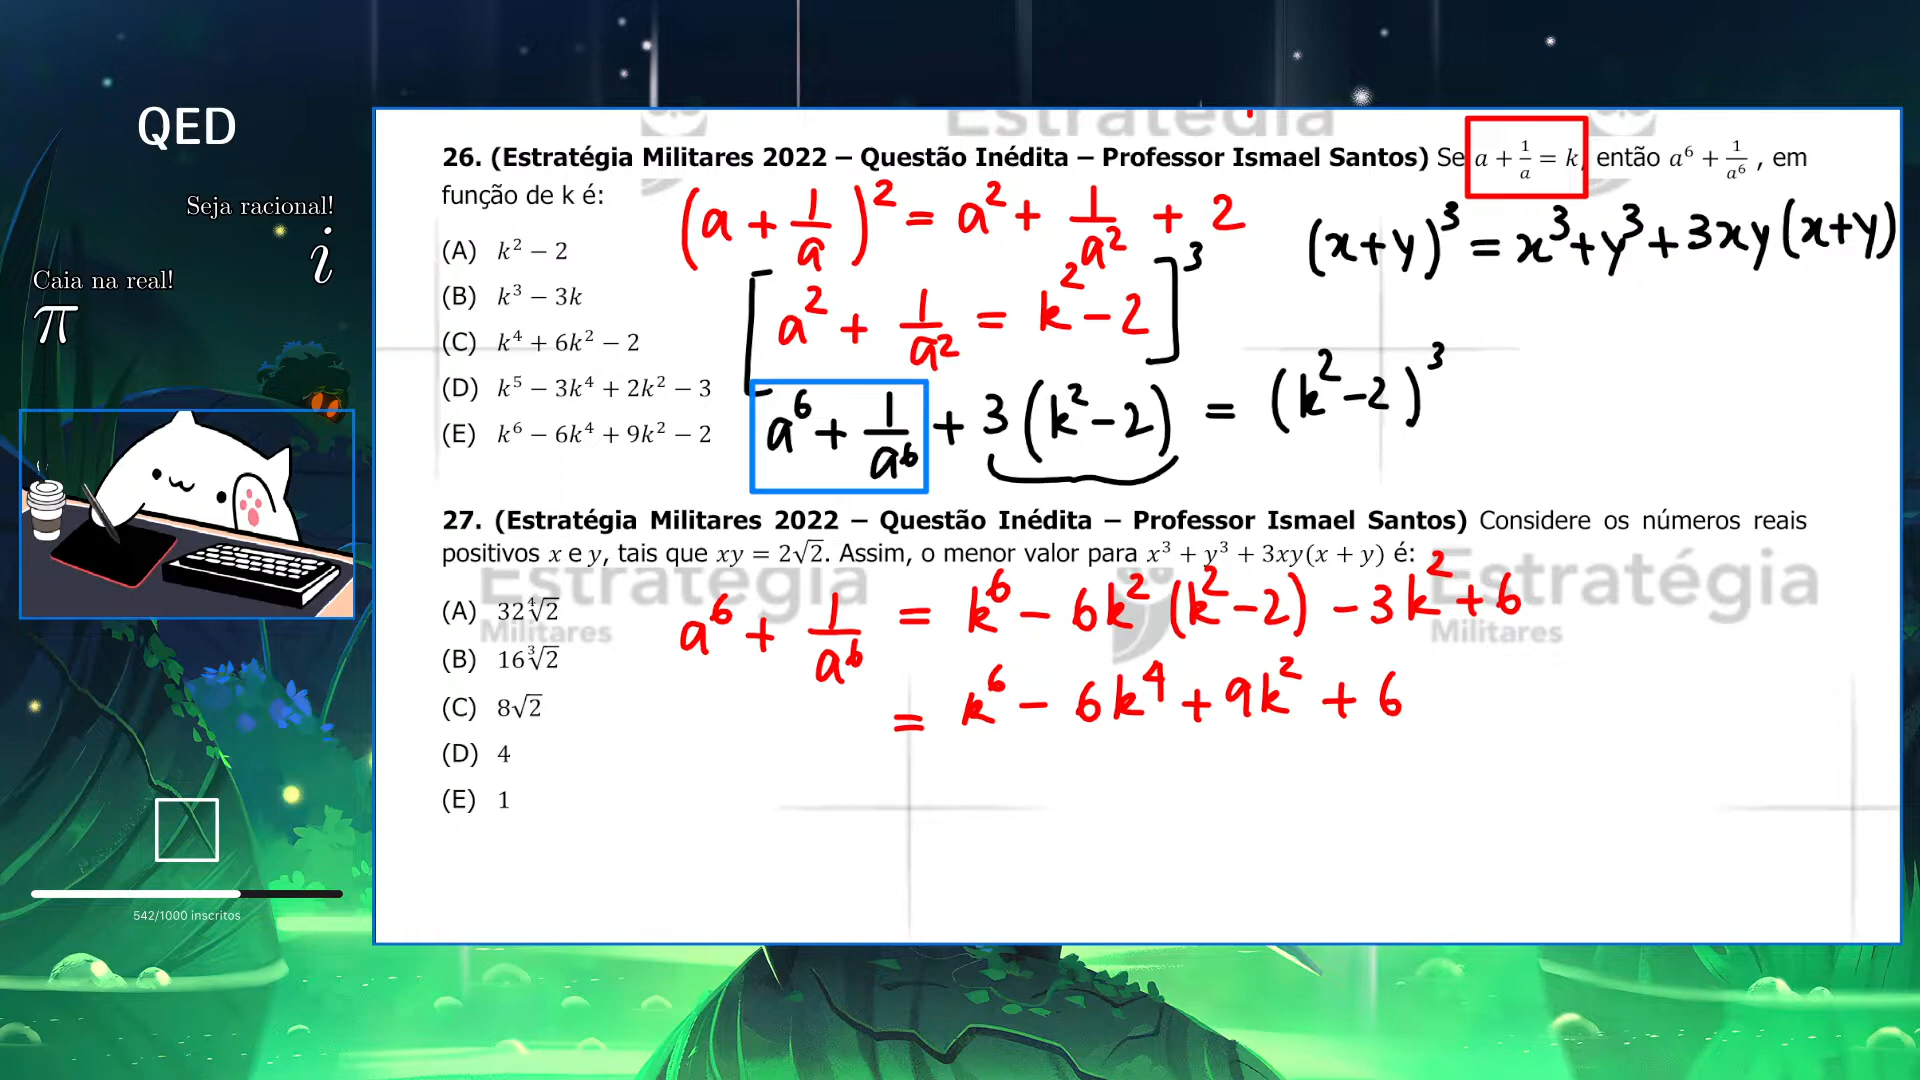 QED
Seja racional!
i
Caia na real!
π
542/1000 inscritos
Estratégia
26. (Estratégia Militares 2022 – Questão Inédita – Professor Ismael Santos) Se a + 1/a = k, então a⁶ + 1/a⁶ , em
função de k é:
(A) k² − 2
(B) k³ − 3k
(C) k⁴ + 6k² − 2
(D) k⁵ − 3k⁴ + 2k² − 3
(E) k⁶ − 6k⁴ + 9k² − 2
(a + 1/a)² = a² + 1/a² + 2
[a² + 1/a² = k² − 2]³
(x+y)³ = x³ + y³ + 3xy(x+y)
a⁶ + 1/a⁶ + 3(k² − 2) = (k² − 2)³
27. (Estratégia Militares 2022 – Questão Inédita – Professor Ismael Santos) Considere os números reais
positivos x e y, tais que xy = 2√2. Assim, o menor valor para x³ + y³ + 3xy(x + y) é:
Estratégia
Militares
Estratégia
Militares
(A) 32∜2
(B) 16∛2
(C) 8√2
(D) 4
(E) 1
a⁶ + 1/a⁶ = k⁶ − 6k²(k² − 2) − 3k² + 6
= k⁶ − 6k⁴ + 9k² + 6